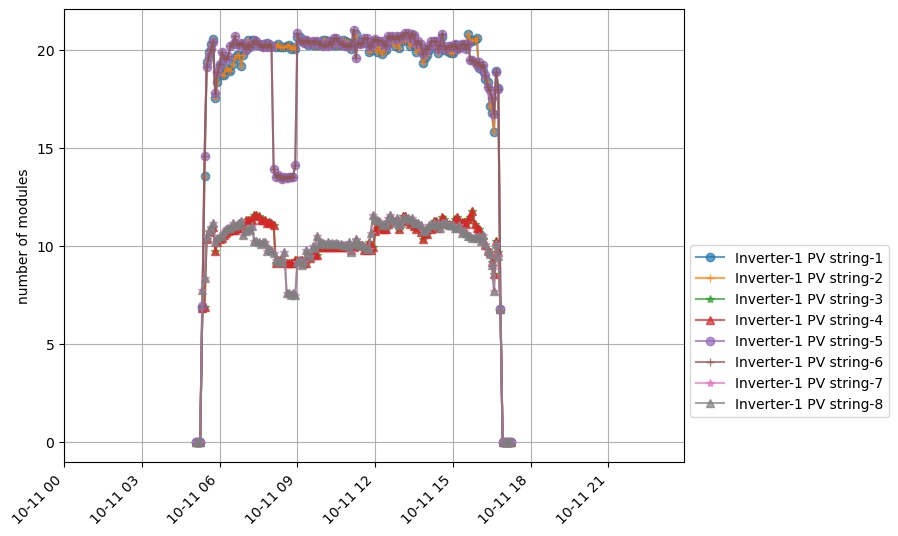 number of modules
20
15
10
5
0
10-11 00
10-11 03
10-11 06
10-11 09
10-11 12
10-11 15
10-11 18
10-11 21
Inverter-1 PV string-1
Inverter-1 PV string-2
Inverter-1 PV string-3
Inverter-1 PV string-4
Inverter-1 PV string-5
Inverter-1 PV string-6
Inverter-1 PV string-7
Inverter-1 PV string-8